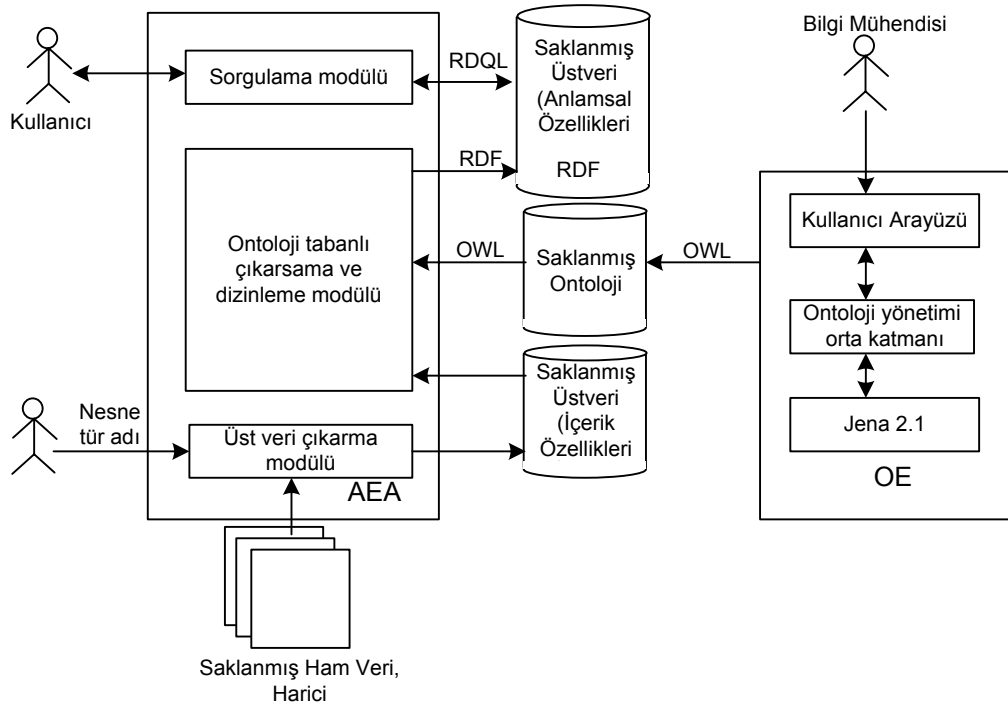 Kullanıcı
Sorgulama modülü
RDQL
Saklanmış
Üstveri
(Anlamsal
Özellikleri
RDF
RDF
Ontoloji tabanlı
çıkarsama ve
dizinleme modülü
OWL
Saklanmış
Ontoloji
OWL
Nesne
tür adı
Üst veri çıkarma
modülü
AEA
Saklanmış
Üstveri
(İçerik
Özellikleri
Saklanmış Ham Veri,
Harici
Bilgi Mühendisi
Kullanıcı Arayüzü
Ontoloji yönetimi
orta katmanı
Jena 2.1
OE